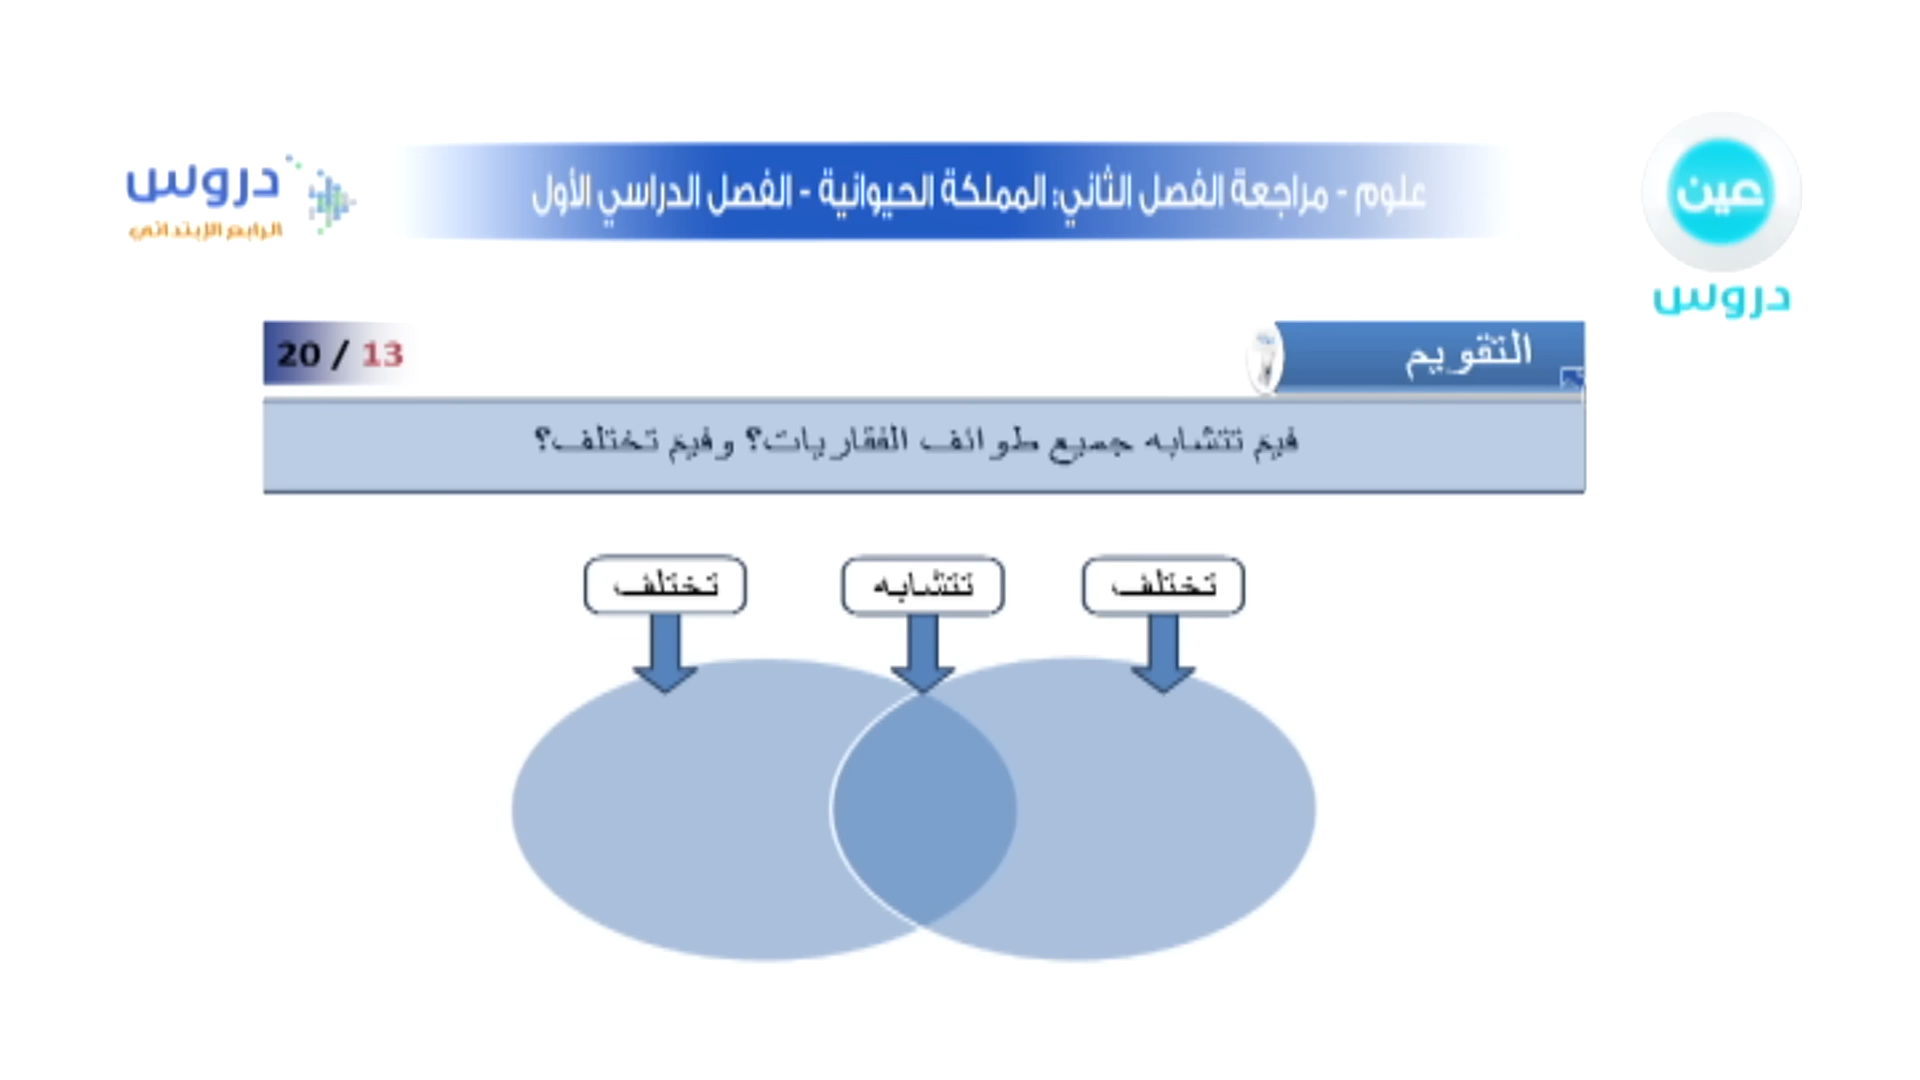 علوم - مراجعة الفصل الثاني: المملكة الحيوانية - الفصل الدراسي الأول
عين
دروس
دروس
الرابع الإبتدائي
التقويم
20 / 13
فيمَ تتشابه جميع طوائف الفقاريات؟ وفيمَ تختلف؟
تختلف
تتشابه
تختلف